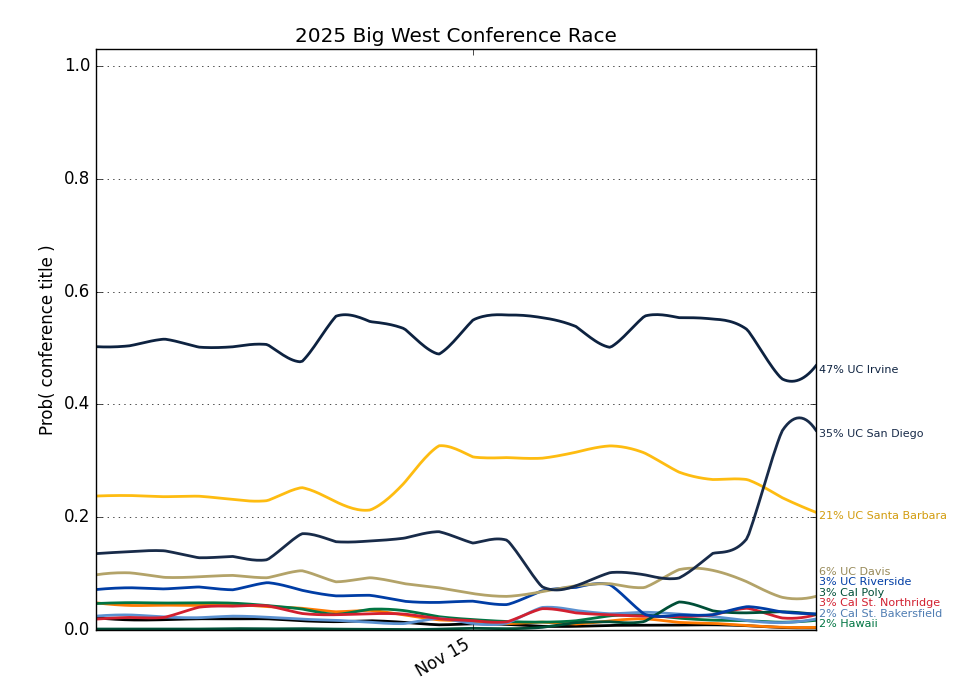 2025 Big West Conference Race
Prob( conference title )
1.0
0.8
0.6
0.4
0.2
0.0
Nov 15
47% UC Irvine
35% UC San Diego
21% UC Santa Barbara
6% UC Davis
3% UC Riverside
3% Cal Poly
3% Cal St. Northridge
2% Cal St. Bakersfield
2% Hawaii